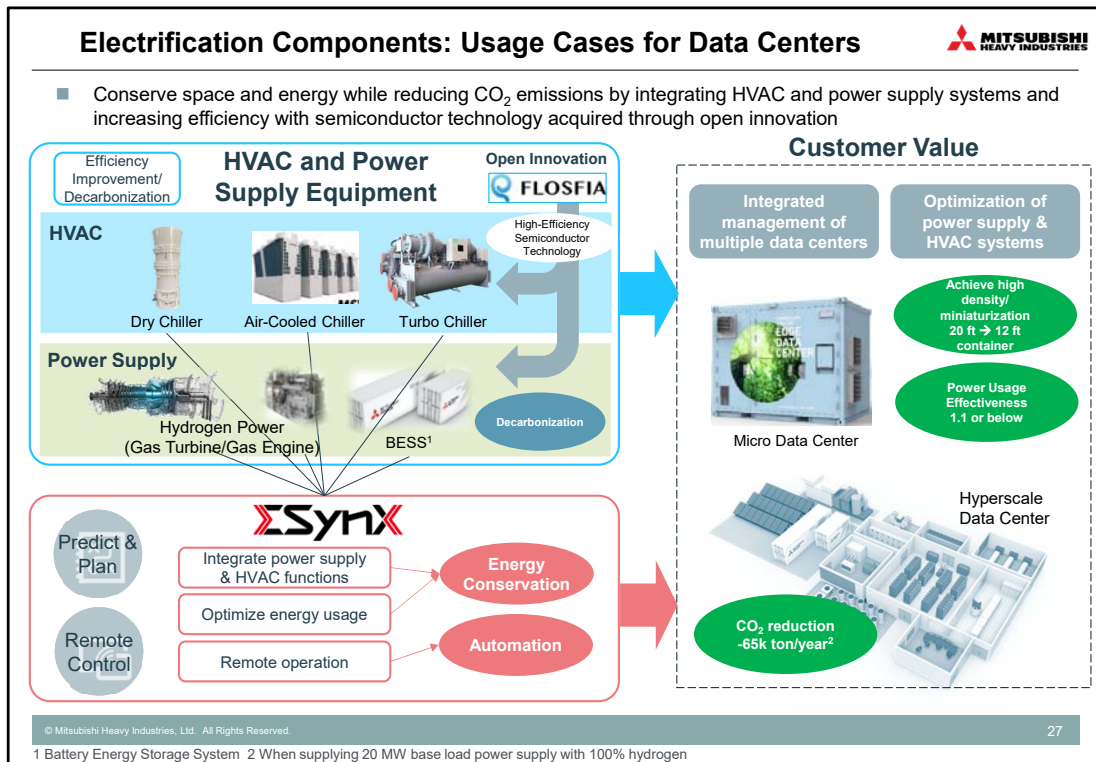 Electrification Components: Usage Cases for Data Centers
MITSUBISHI
HEAVY INDUSTRIES
Conserve space and energy while reducing CO2 emissions by integrating HVAC and power supply systems and
increasing efficiency with semiconductor technology acquired through open innovation
Efficiency
Improvement/
Decarbonization
HVAC and Power
Supply Equipment
Open Innovation
FLOSFIA
HVAC
High-Efficiency
Semiconductor
Technology
Dry Chiller
Air-Cooled Chiller
Turbo Chiller
Power Supply
Hydrogen Power
(Gas Turbine/Gas Engine)
BESS1
Decarbonization
ΣSynX
Predict &
Plan
Remote
Control
Integrate power supply
& HVAC functions
Optimize energy usage
Remote operation
Energy
Conservation
Automation
Customer Value
Integrated
management of
multiple data centers
Optimization of
power supply &
HVAC systems
EDGE
DATA
CENTER
Micro Data Center
Achieve high
density/
miniaturization
20 ft → 12 ft
container
Power Usage
Effectiveness
1.1 or below
Hyperscale
Data Center
CO2 reduction
-65k ton/year2
© Mitsubishi Heavy Industries, Ltd. All Rights Reserved.
27
1 Battery Energy Storage System 2 When supplying 20 MW base load power supply with 100% hydrogen